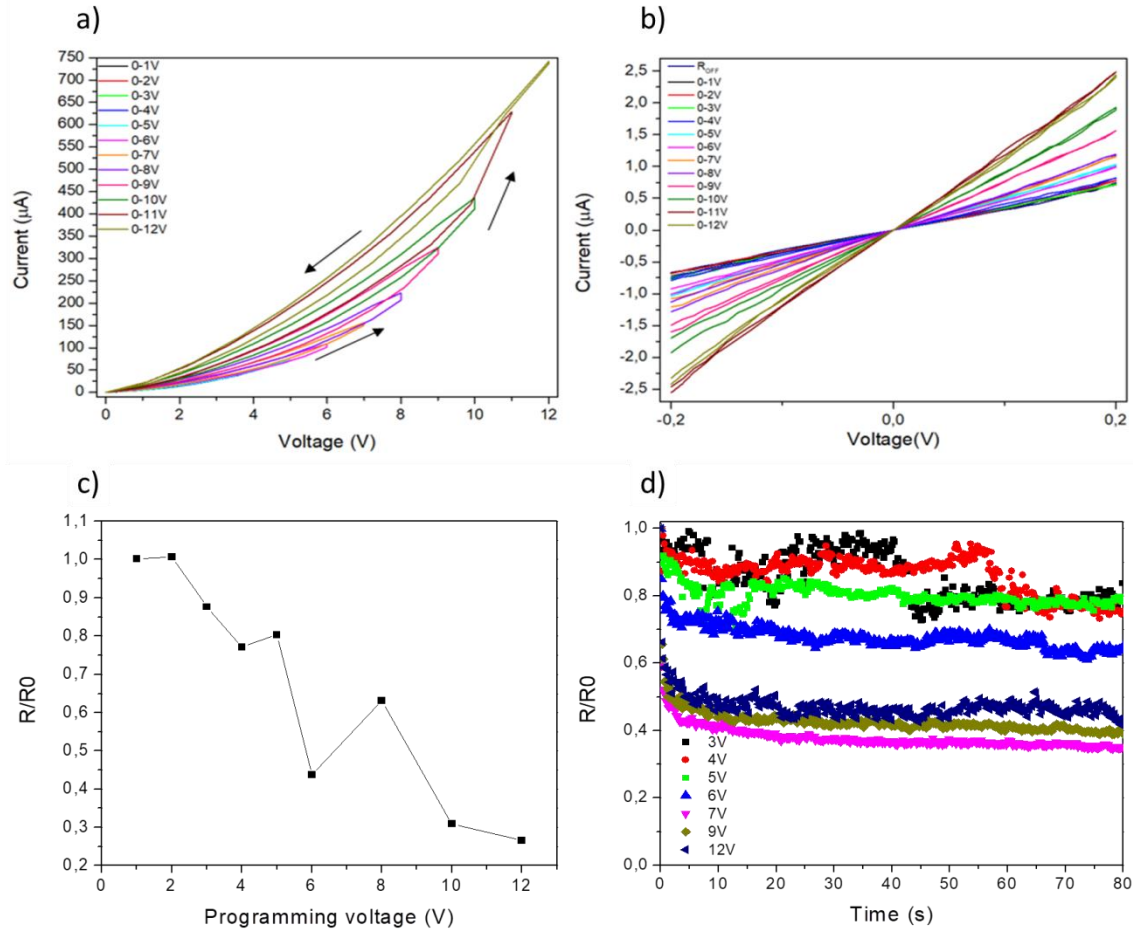 a)
750
700
650
600
550
500
450
400
350
300
250
200
150
100
50
0
Current (µA)
0-1V
0-2V
0-3V
0-4V
0-5V
0-6V
0-7V
0-8V
0-9V
0-10V
0-11V
0-12V
0 2 4 6 8 10 12
Voltage (V)
b)
2,5
2,0
1,5
1,0
0,5
0,0
-0,5
-1,0
-1,5
-2,0
-2,5
Current (µA)
ROFF
0-1V
0-2V
0-3V
0-4V
0-5V
0-6V
0-7V
0-8V
0-9V
0-10V
0-11V
0-12V
-0,2 0,0 0,2
Voltage(V)
c)
1,1
1,0
0,9
0,8
0,7
0,6
0,5
0,4
0,3
0,2
R/R0
0 2 4 6 8 10 12
Programming voltage (V)
d)
1,0
0,8
0,6
0,4
0,2
0,0
R/R0
3V
4V
5V
6V
7V
9V
12V
0 10 20 30 40 50 60 70 80
Time (s)